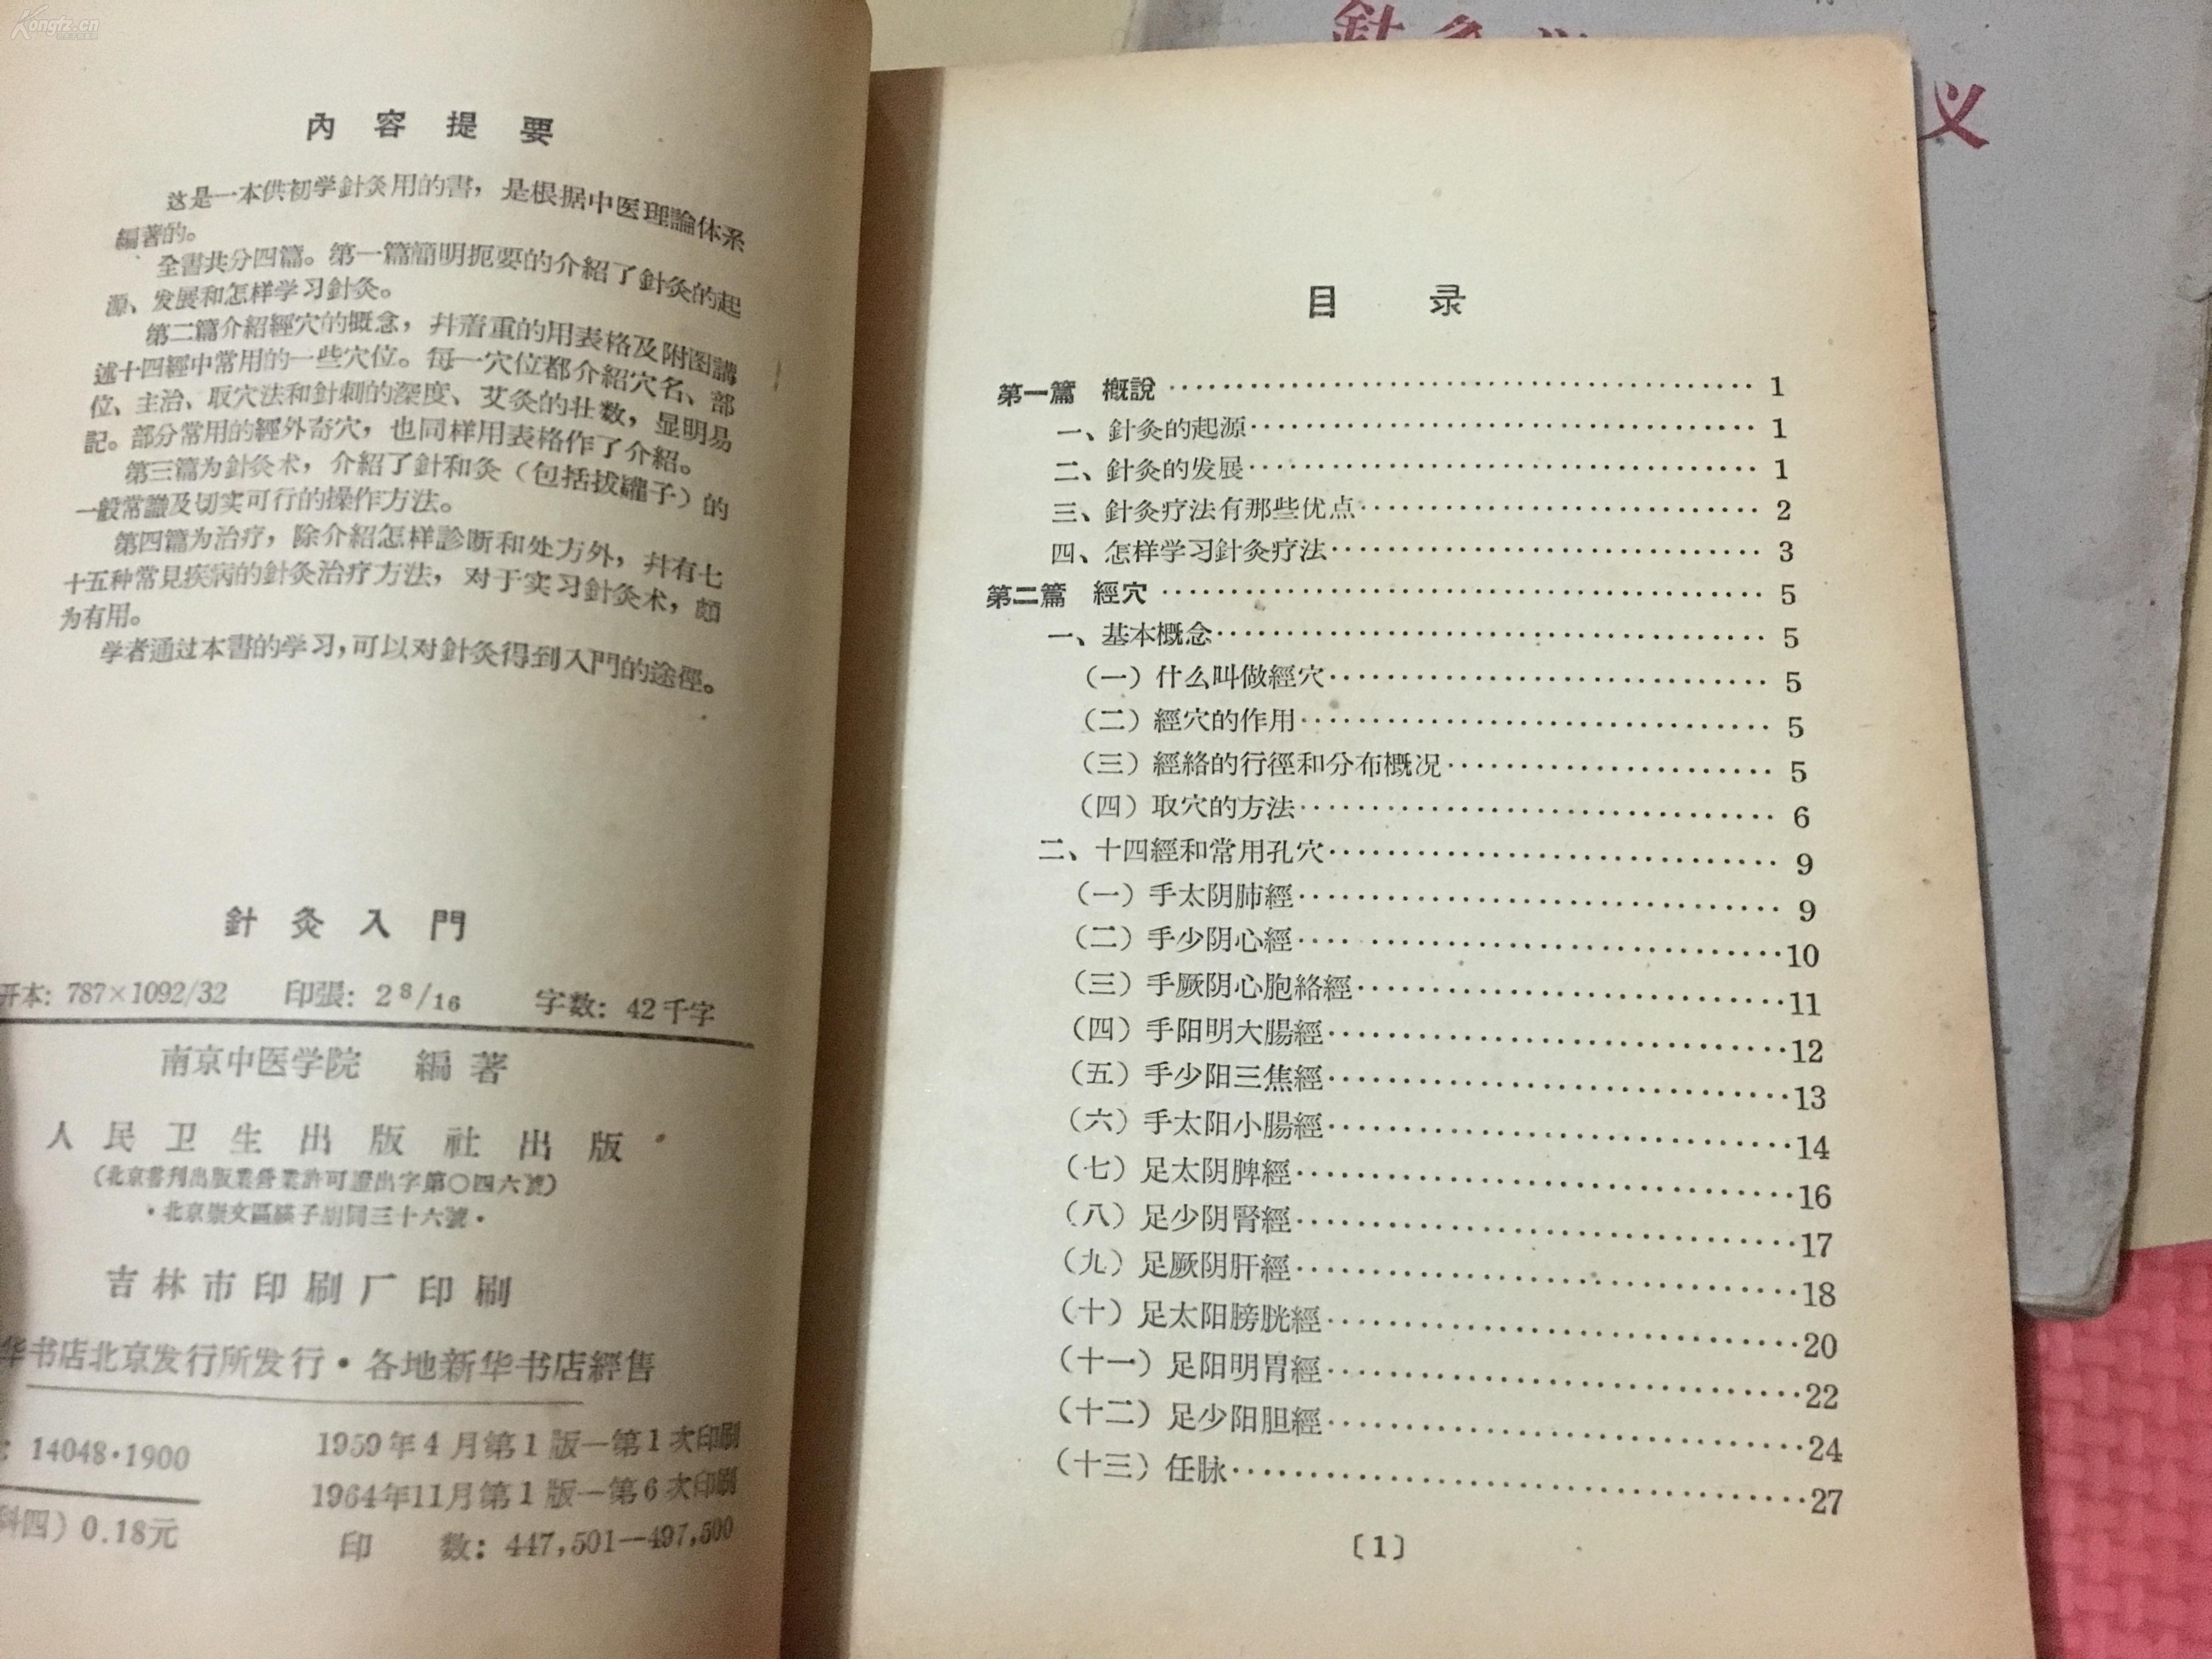 Kongfz.cn
內容提要
这是一本供初学針灸用的書，是根据中医理論体系
編著的。
全書共分四篇。第一篇簡明扼要的介紹了針灸的起
源、发展和怎样学习針灸。
第二篇介紹經穴的概念，幷着重的用表格及附图講
述十四經中常用的一些穴位。每一穴位都介紹穴名、部
位、主治、取穴法和針刺的深度、艾灸的壮数，显明易
記。部分常用的經外奇穴，也同样用表格作了介紹。
第三篇为針灸术，介紹了針和灸（包括拔罐子）的
一般常識及切实可行的操作方法。
第四篇为治疗，除介紹怎样診断和处方外，幷有七
十五种常見疾病的針灸治疗方法，对于实习針灸术，頗
为有用。
学者通过本書的学习，可以对針灸得到入門的途徑。
針灸入門
开本：787×1092/32 印張：2 8/16 字数：42千字
南京中医学院 編著
人民卫生出版社出版
（北京書刊出版業营業許可證出字第〇四六號）
·北京崇文區子胡同三十六號·
吉林市印刷厂印刷
华书店北京发行所发行·各地新华书店經售
：14048·1900
1959年4月第1版—第1次印刷
1964年11月第1版—第6次印刷
科四）0.18元
印 数：447,501—497,500
目 录
第一篇 概說……1
一、針灸的起源……1
二、針灸的发展……1
三、針灸疗法有那些优点……2
四、怎样学习針灸疗法……3
第二篇 經穴……5
一、基本概念……5
（一）什么叫做經穴……5
（二）經穴的作用……5
（三）經絡的行徑和分布概况……5
（四）取穴的方法……6
二、十四經和常用孔穴……9
（一）手太阴肺經……9
（二）手少阴心經……10
（三）手厥阴心胞絡經……11
（四）手阳明大腸經……12
（五）手少阳三焦經……13
（六）手太阳小腸經……14
（七）足太阴脾經……16
（八）足少阴腎經……17
（九）足厥阴肝經……18
（十）足太阳膀胱經……20
（十一）足阳明胃經……22
（十二）足少阳胆經……24
（十三）任脉……27
〔1〕
針灸
义